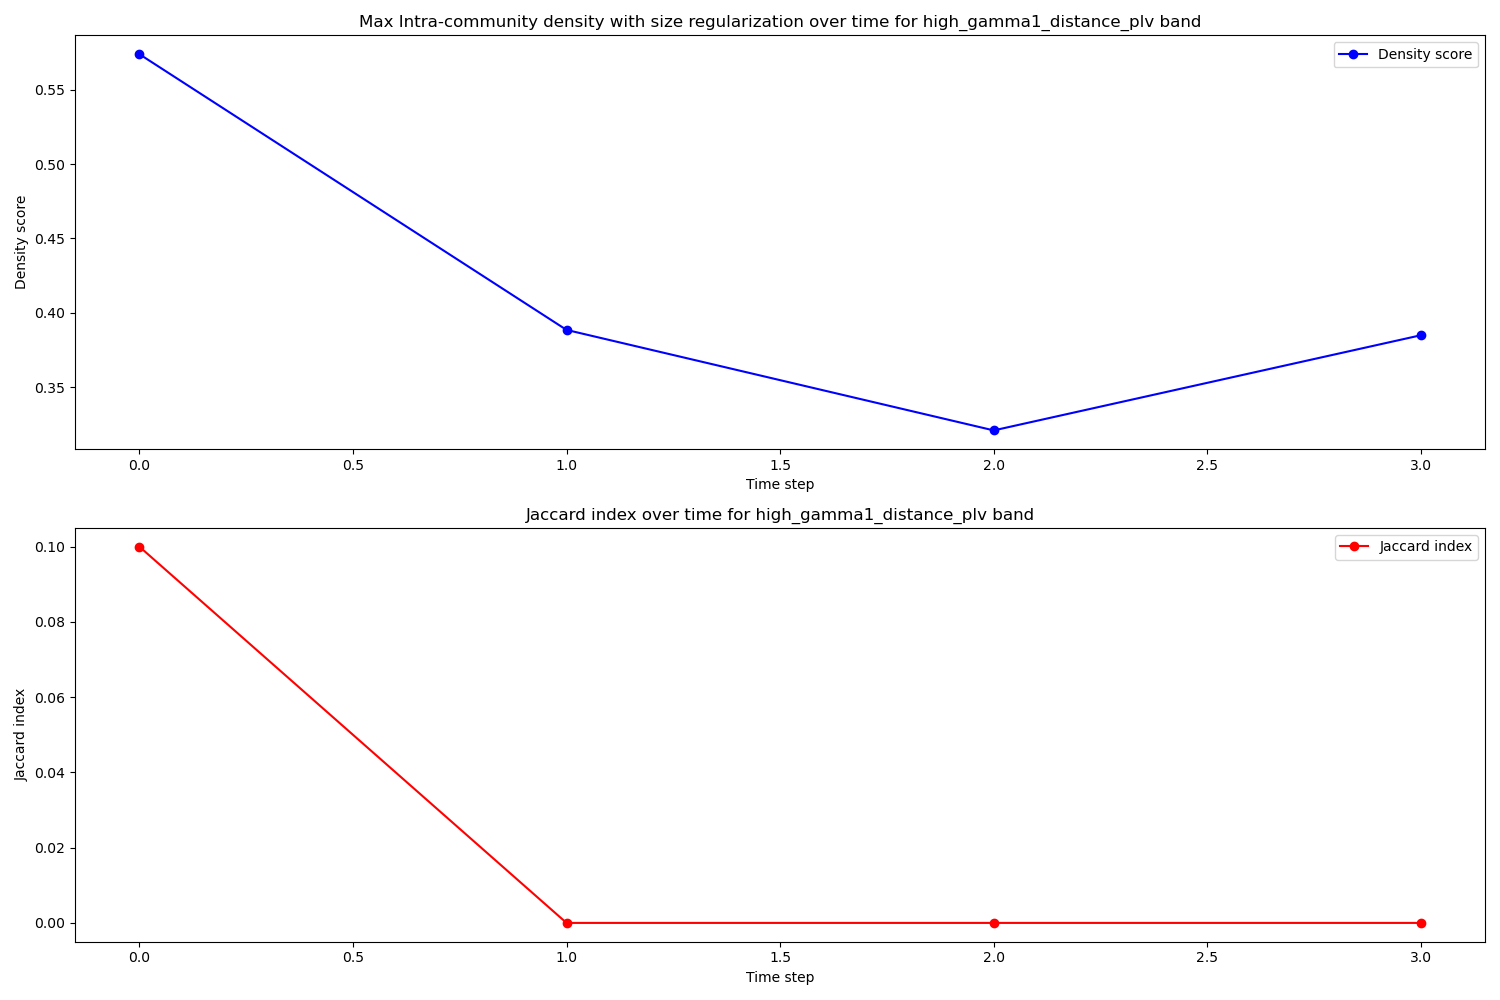 Max Intra-community density with size regularization over time for high_gamma1_distance_plv band
Density score
0.55
0.50
0.45
0.40
0.35
Density score
0.0 0.5 1.0 1.5 2.0 2.5 3.0
Time step
Jaccard index over time for high_gamma1_distance_plv band
Jaccard index
0.10
0.08
0.06
0.04
0.02
0.00
Jaccard index
0.0 0.5 1.0 1.5 2.0 2.5 3.0
Time step